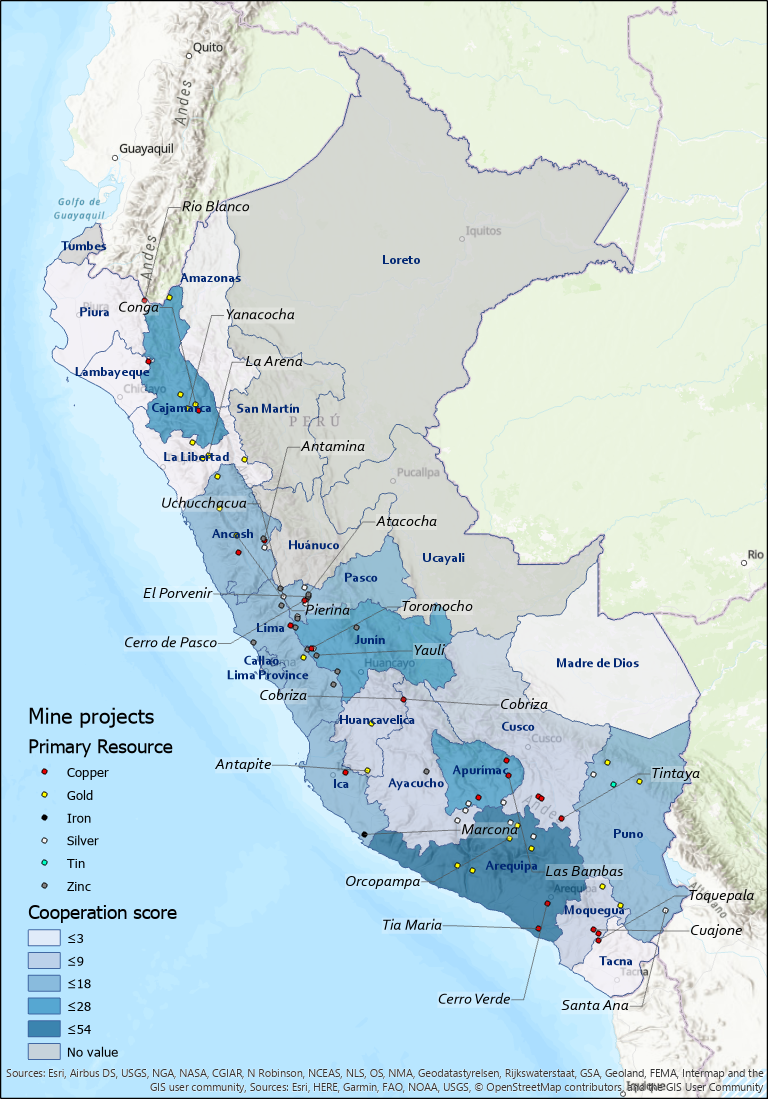 Quito
Andes
Guayaquil
Golfo de
Guayaquil
Rio Blanco
Tumbes
Andes
Loreto
Iquitos
Amazonas
Conga
Piura
Piura
Yanacocha
La Arena
Lambayeque
Chiclayo
Cajamarca
San Martín
PERÚ
Antamina
La Libertad
Pucallpa
Uchucchacua
Atacocha
Ancash
Huánuco
Ucayali
Rio
Pasco
El Porvenir
Pierina
Toromocho
Lima
Junín
Cerro de Pasco
Yauli
Callao
Lima
Huancayo
Madre de Dios
Lima Province
Cobriza
Cobriza
Huancavelica
Cusco
Cusco
Antapite
Apurímac
Tintaya
Ica
Ayacucho
Andes
Marcona
Puno
Arequipa
Las Bambas
Orcopampa
Arequipa
Toquepala
Moquegua
Tia Maria
Cuajone
Tacna
Tacna
Cerro Verde
Santa Ana
Mine projects
Primary Resource
Copper
Gold
Iron
Silver
Tin
Zinc
Cooperation score
≤3
≤9
≤18
≤28
≤54
No value
Sources: Esri, Airbus DS, USGS, NGA, NASA, CGIAR, N Robinson, NCEAS, NLS, OS, NMA, Geodatastyrelsen, Rijkswaterstaat, GSA, Geoland, FEMA, Intermap and the
GIS user community, Sources: Esri, HERE, Garmin, FAO, NOAA, USGS, © OpenStreetMap contributors, and the GIS User Community